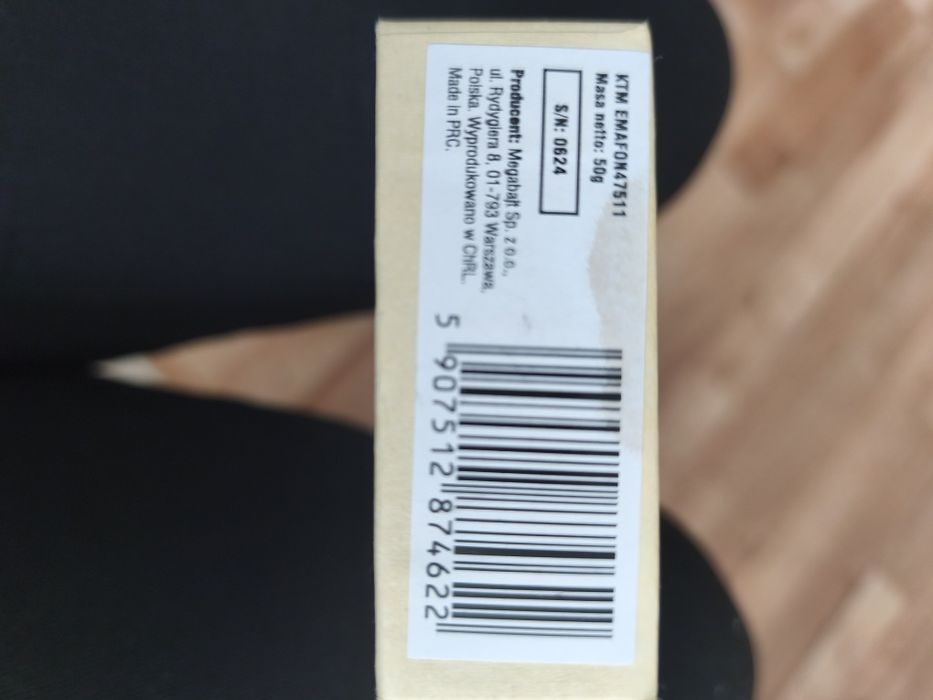 KTM EMAFON47511
Masa netto: 50g
S/N: 0624
Producent: Megabajt Sp. z o.o.,
ul. Rydygiera 8, 01-793 Warszawa,
Polska. Wyprodukowano w ChRL.
Made in PRC.
5 907512 874622